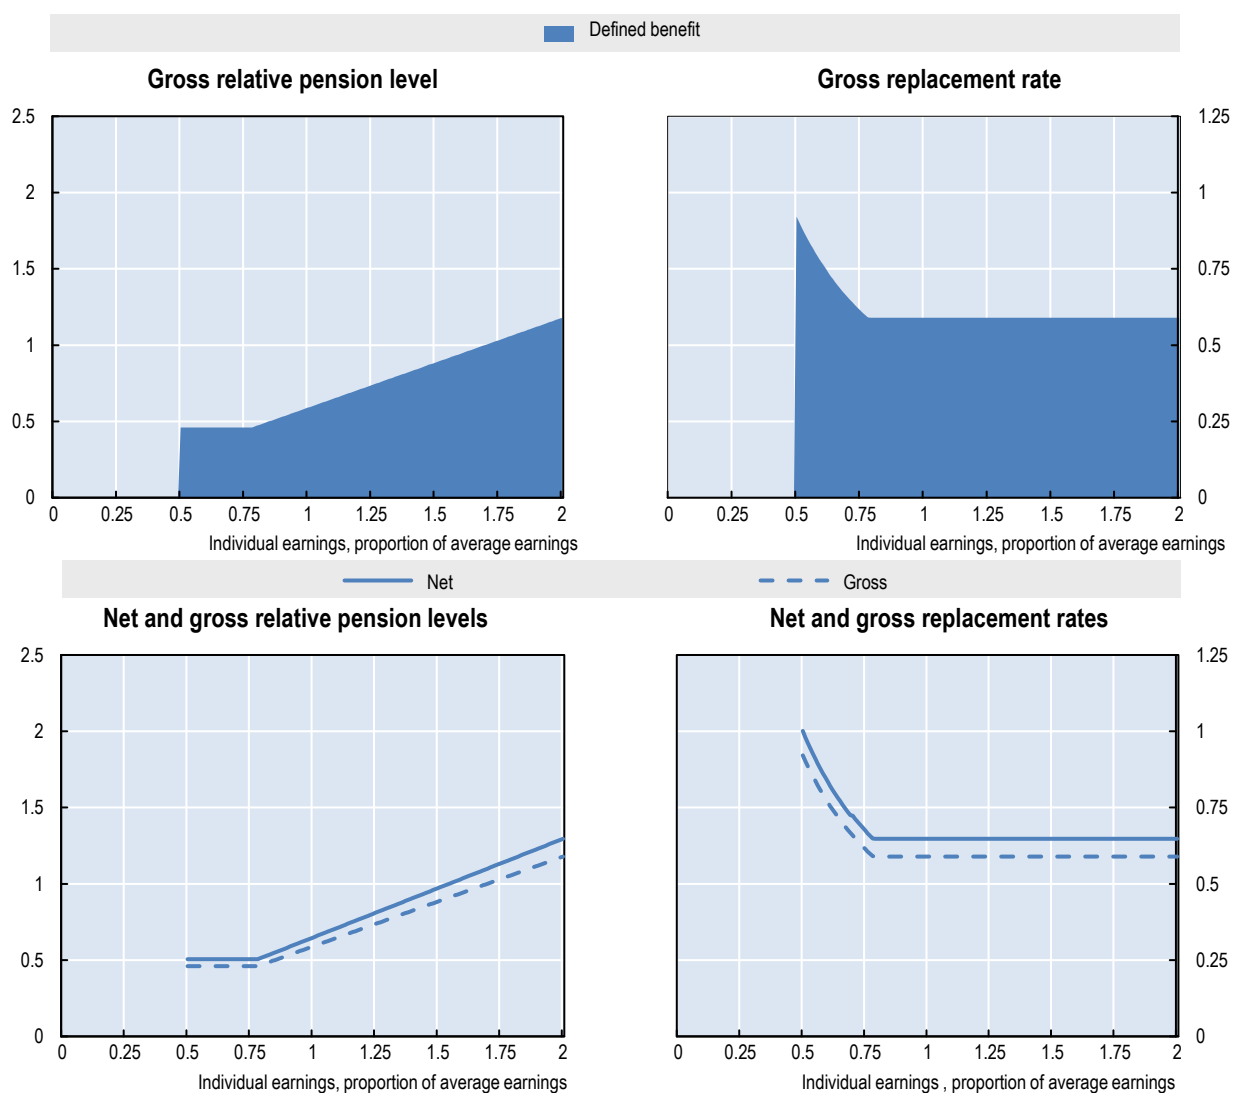 Defined benefit
Gross relative pension level
2.5
2
1.5
1
0.5
0
0 0.25 0.5 0.75 1 1.25 1.5 1.75 2
Individual earnings, proportion of average earnings
Gross replacement rate
1.25
1
0.75
0.5
0.25
0
0 0.25 0.5 0.75 1 1.25 1.5 1.75 2
Individual earnings, proportion of average earnings
Net Gross
Net and gross relative pension levels
2.5
2
1.5
1
0.5
0
0 0.25 0.5 0.75 1 1.25 1.5 1.75 2
Individual earnings, proportion of average earnings
Net and gross replacement rates
1.25
1
0.75
0.5
0.25
0
0 0.25 0.5 0.75 1 1.25 1.5 1.75 2
Individual earnings , proportion of average earnings